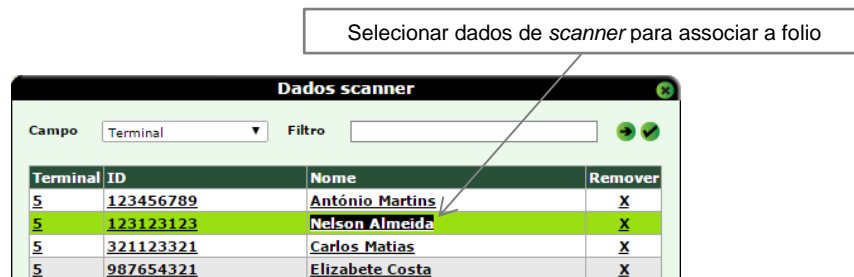 Selecionar dados de scanner para associar a folio
Dados scanner
Campo Terminal Filtro
Terminal ID Nome Remover
5 123456789 António Martins X
5 123123123 Nelson Almeida X
5 321123321 Carlos Matias X
5 987654321 Elizabete Costa X